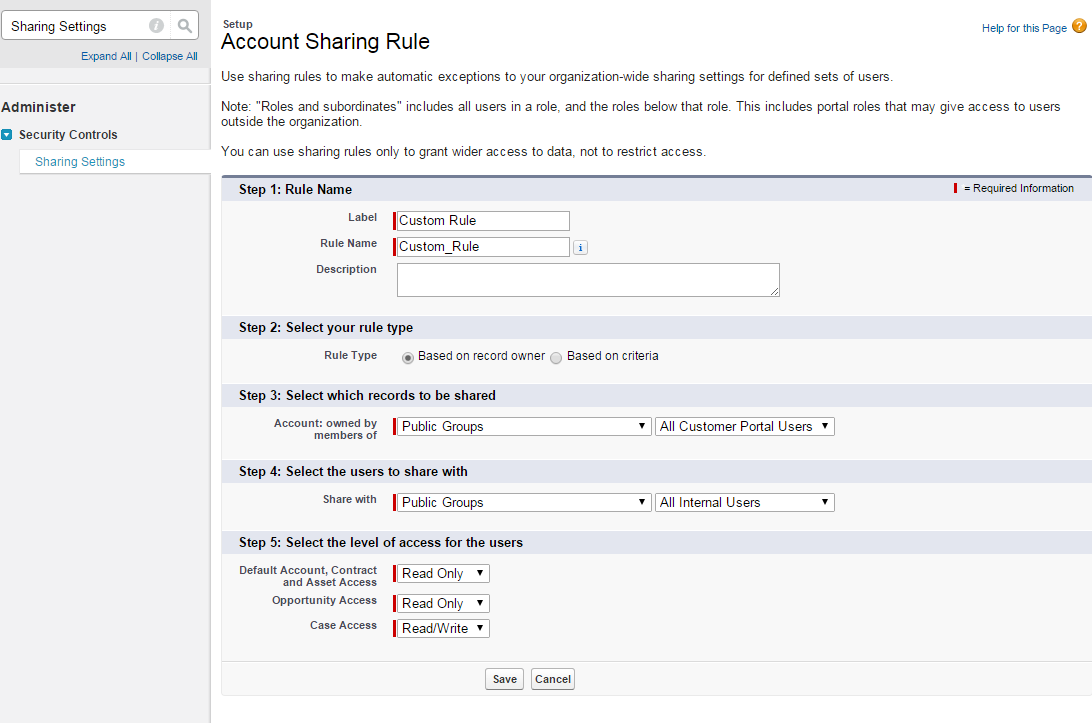 Sharing Settings
Expand All | Collapse All
Administer
Security Controls
Sharing Settings
Setup
Account Sharing Rule
Help for this Page ?
Use sharing rules to make automatic exceptions to your organization-wide sharing settings for defined sets of users.
Note: "Roles and subordinates" includes all users in a role, and the roles below that role. This includes portal roles that may give access to users
outside the organization.
You can use sharing rules only to grant wider access to data, not to restrict access.
Step 1: Rule Name
= Required Information
Label
Custom Rule
Rule Name
Custom_Rule
i
Description
Step 2: Select your rule type
Rule Type
Based on record owner
Based on criteria
Step 3: Select which records to be shared
Account: owned by
members of
Public Groups
All Customer Portal Users
Step 4: Select the users to share with
Share with
Public Groups
All Internal Users
Step 5: Select the level of access for the users
Default Account, Contract
and Asset Access
Read Only
Opportunity Access
Read Only
Case Access
Read/Write
Save
Cancel